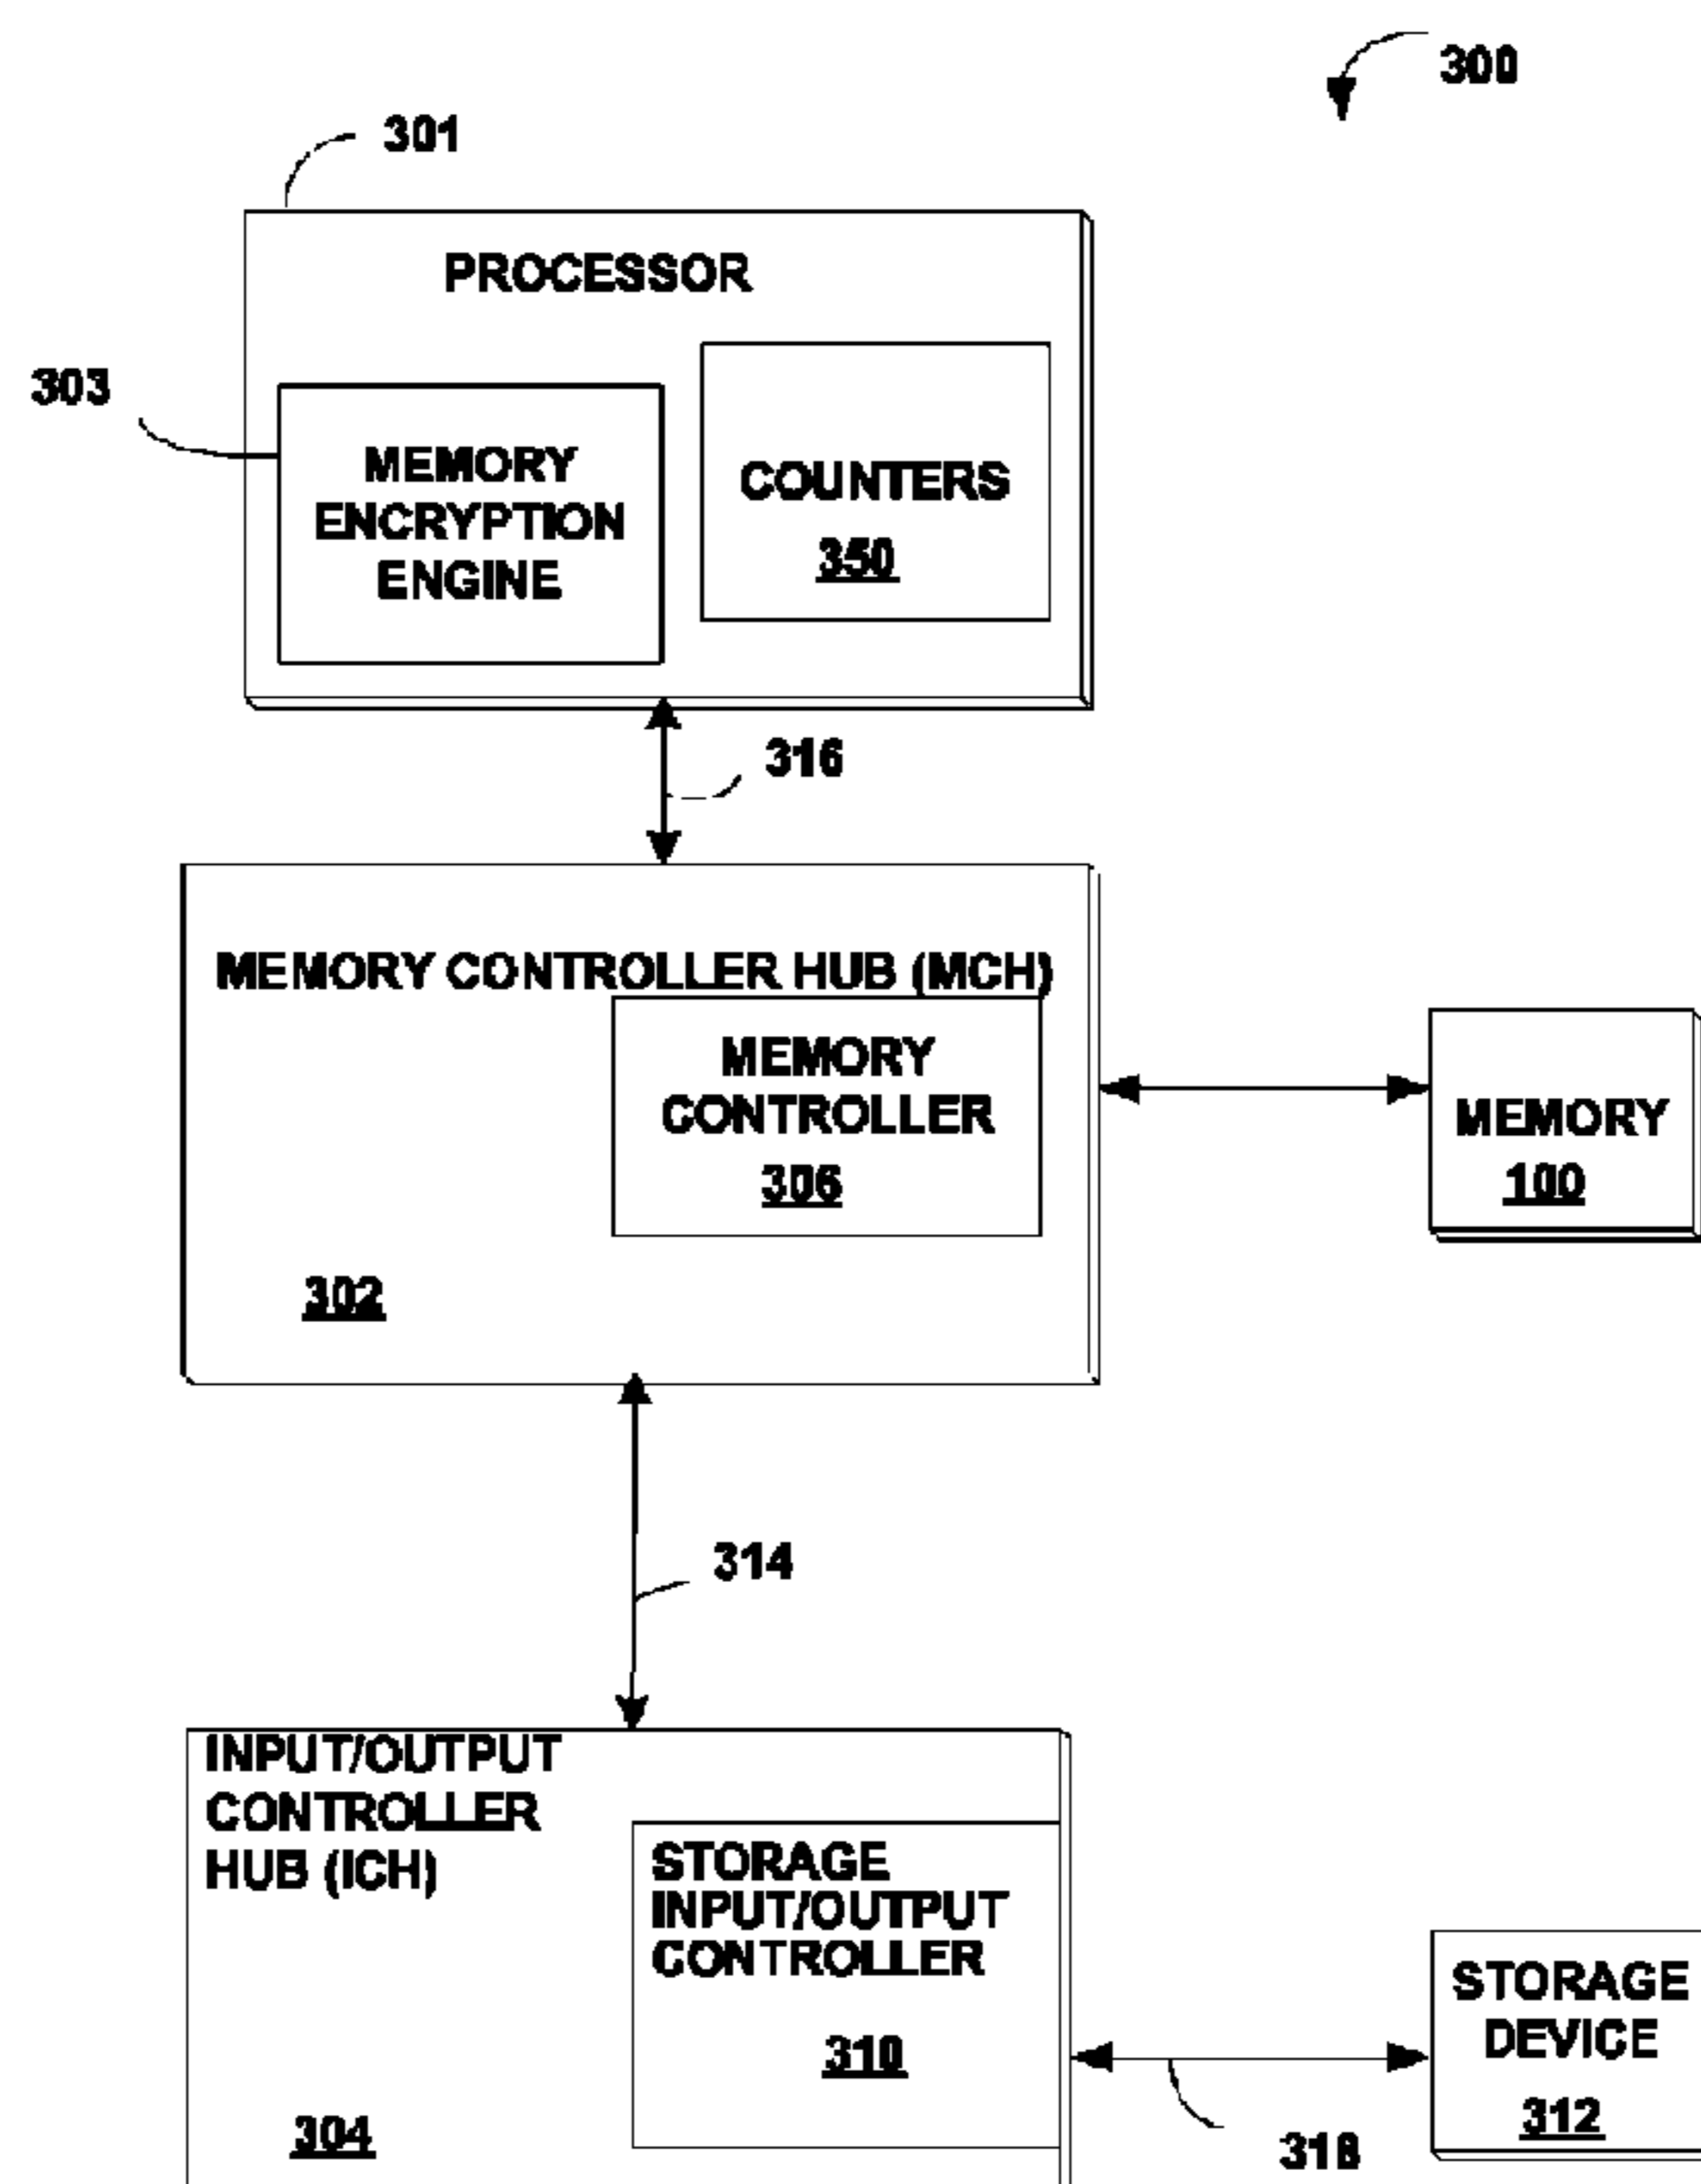 300
301
PROCESSOR
303
MEMORY
ENCRYPTION
ENGINE
COUNTERS
350
316
MEMORY CONTROLLER HUB (MCH)
MEMORY
CONTROLLER
306
302
MEMORY
100
314
INPUT/OUTPUT
CONTROLLER
HUB (ICH)
STORAGE
INPUT/OUTPUT
CONTROLLER
310
304
STORAGE
DEVICE
312
318